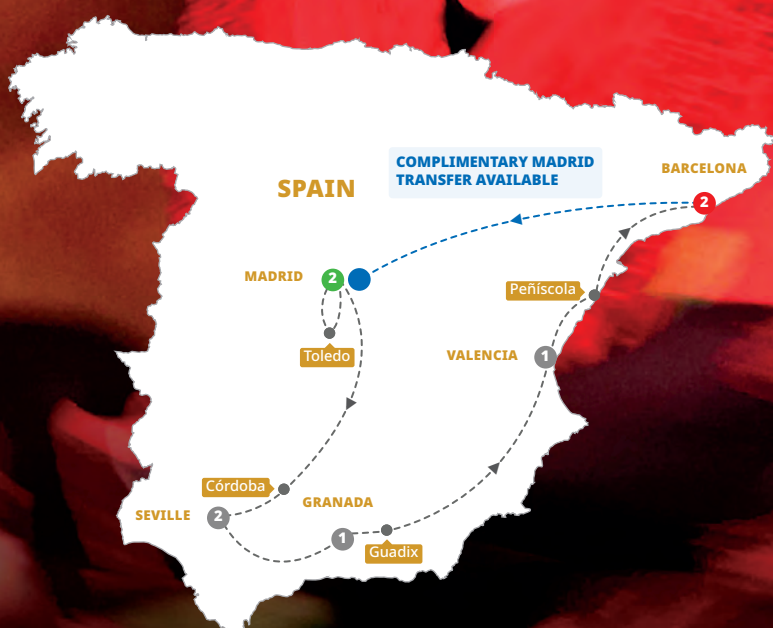 COMPLIMENTARY MADRID
TRANSFER AVAILABLE
BARCELONA
SPAIN
2
MADRID
2
Peñíscola
Toledo
VALENCIA
1
Córdoba
GRANADA
SEVILLE
2
1
Guadix